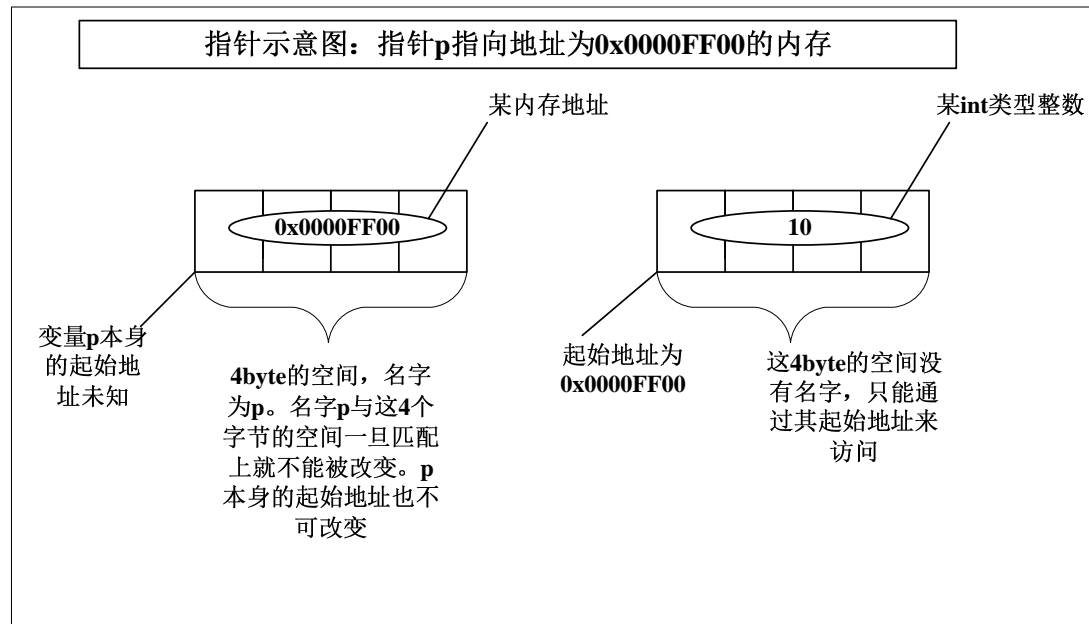 指针示意图：指针p指向地址为0x0000FF00的内存
某内存地址
某int类型整数
0x0000FF00
10
变量p本身
的起始地
址未知
4byte的空间，名字
为p。名字p与这4个
字节的空间一旦匹配
上就不能被改变。p
本身的起始地址也不
可改变
起始地址为
0x0000FF00
这4byte的空间没
有名字，只能通
过其起始地址来
访问